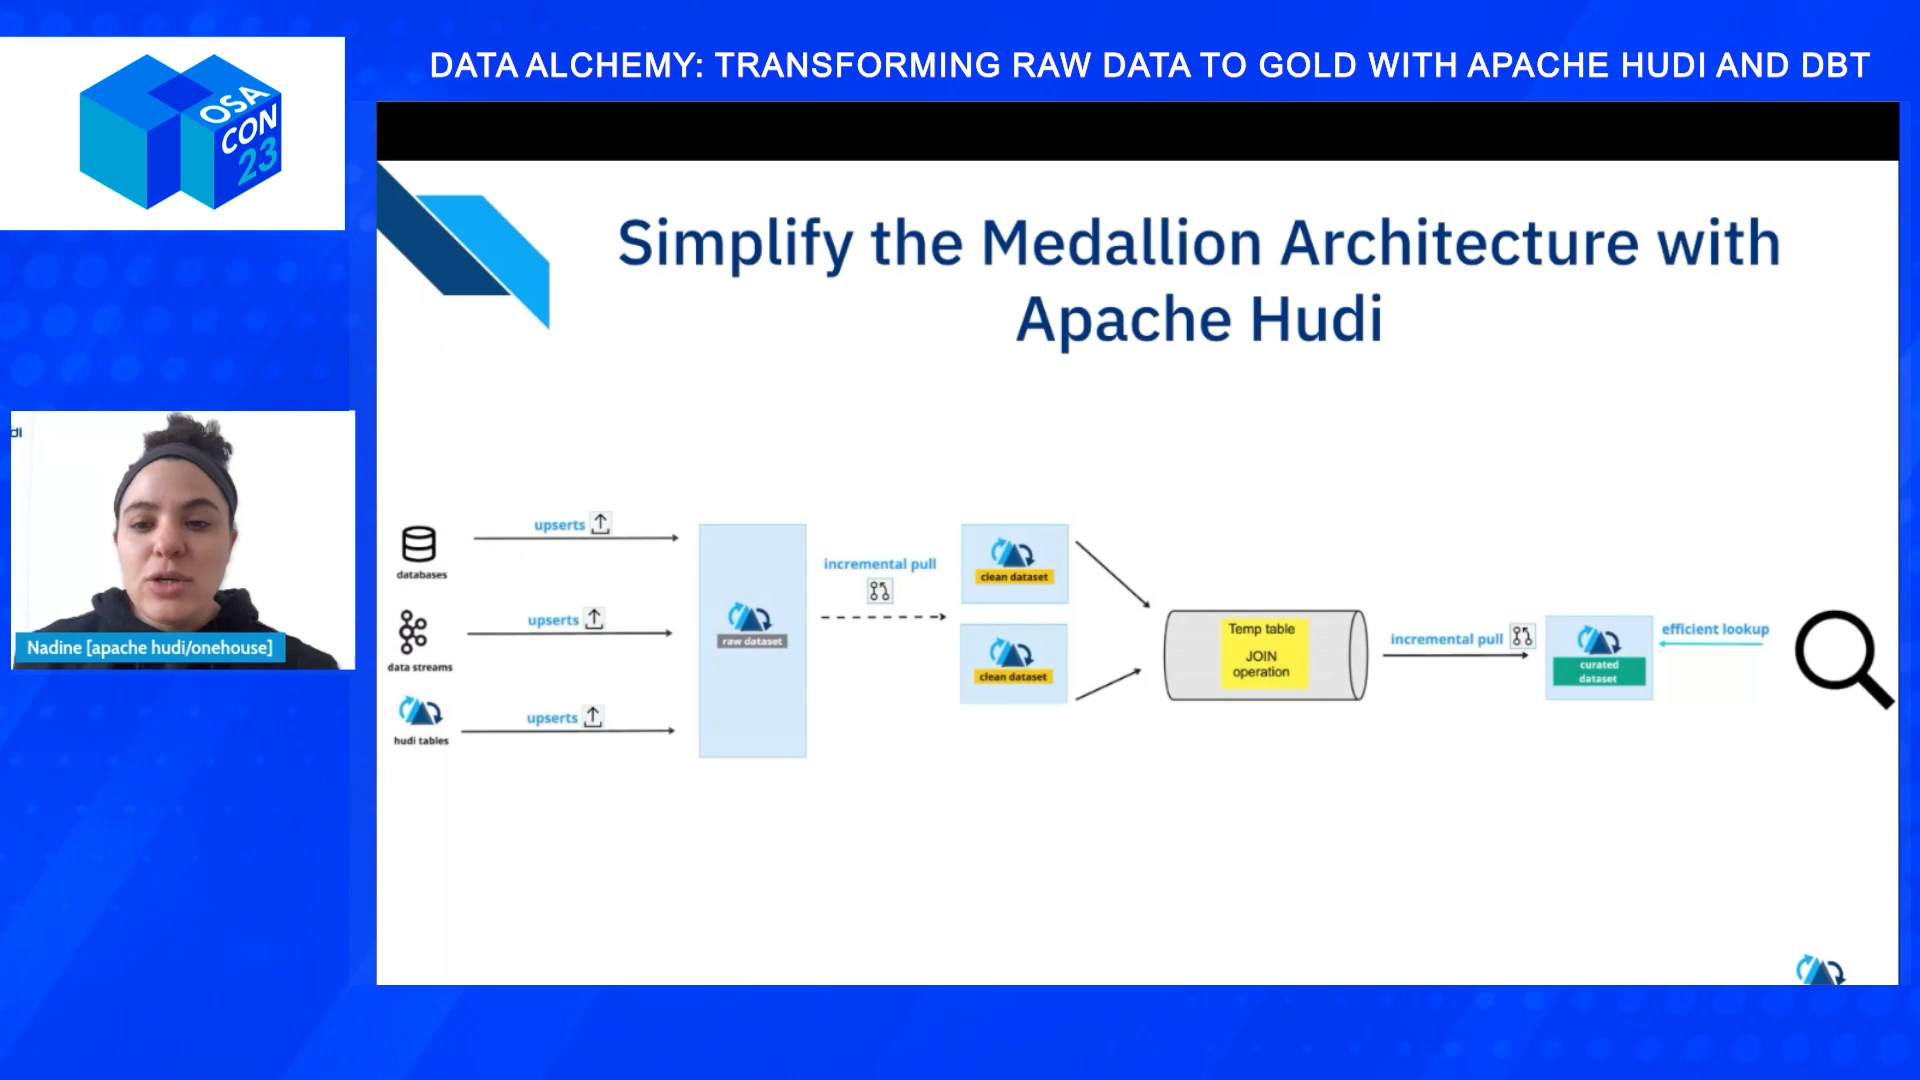 DATA ALCHEMY: TRANSFORMING RAW DATA TO GOLD WITH APACHE HUDI AND DBT
OSA
CON
23
Simplify the Medallion Architecture with
Apache Hudi
di
Nadine [apache hudi/onehouse]
upserts
databases
upserts
data streams
upserts
hudi tables
raw dataset
incremental pull
clean dataset
clean dataset
Temp table
JOIN
operation
incremental pull
curated
dataset
efficient lookup